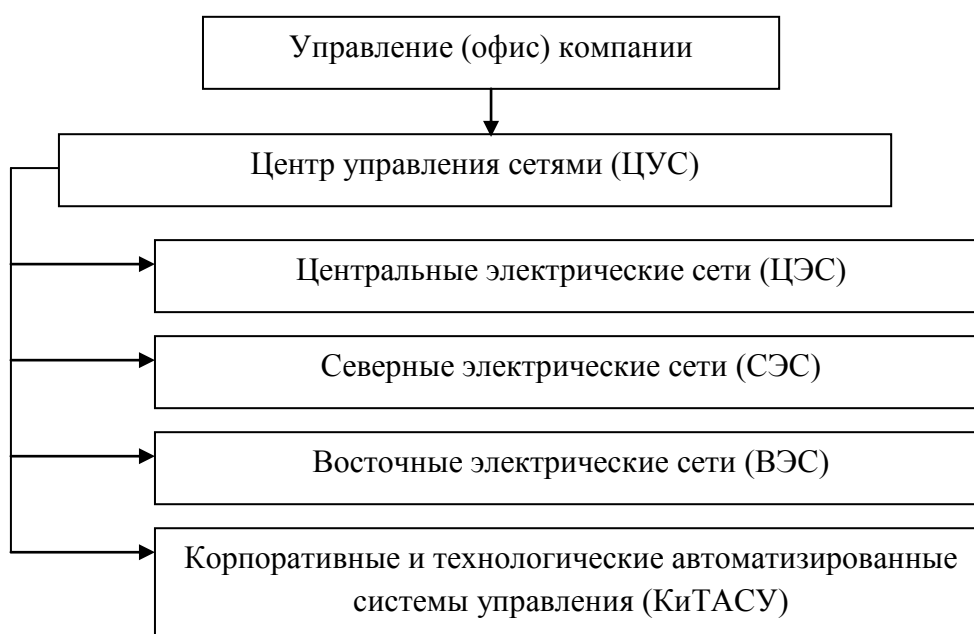 Управление (офис) компании
Центр управления сетями (ЦУС)
Центральные электрические сети (ЦЭС)
Северные электрические сети (СЭС)
Восточные электрические сети (ВЭС)
Корпоративные и технологические автоматизированные
системы управления (КиТАСУ)